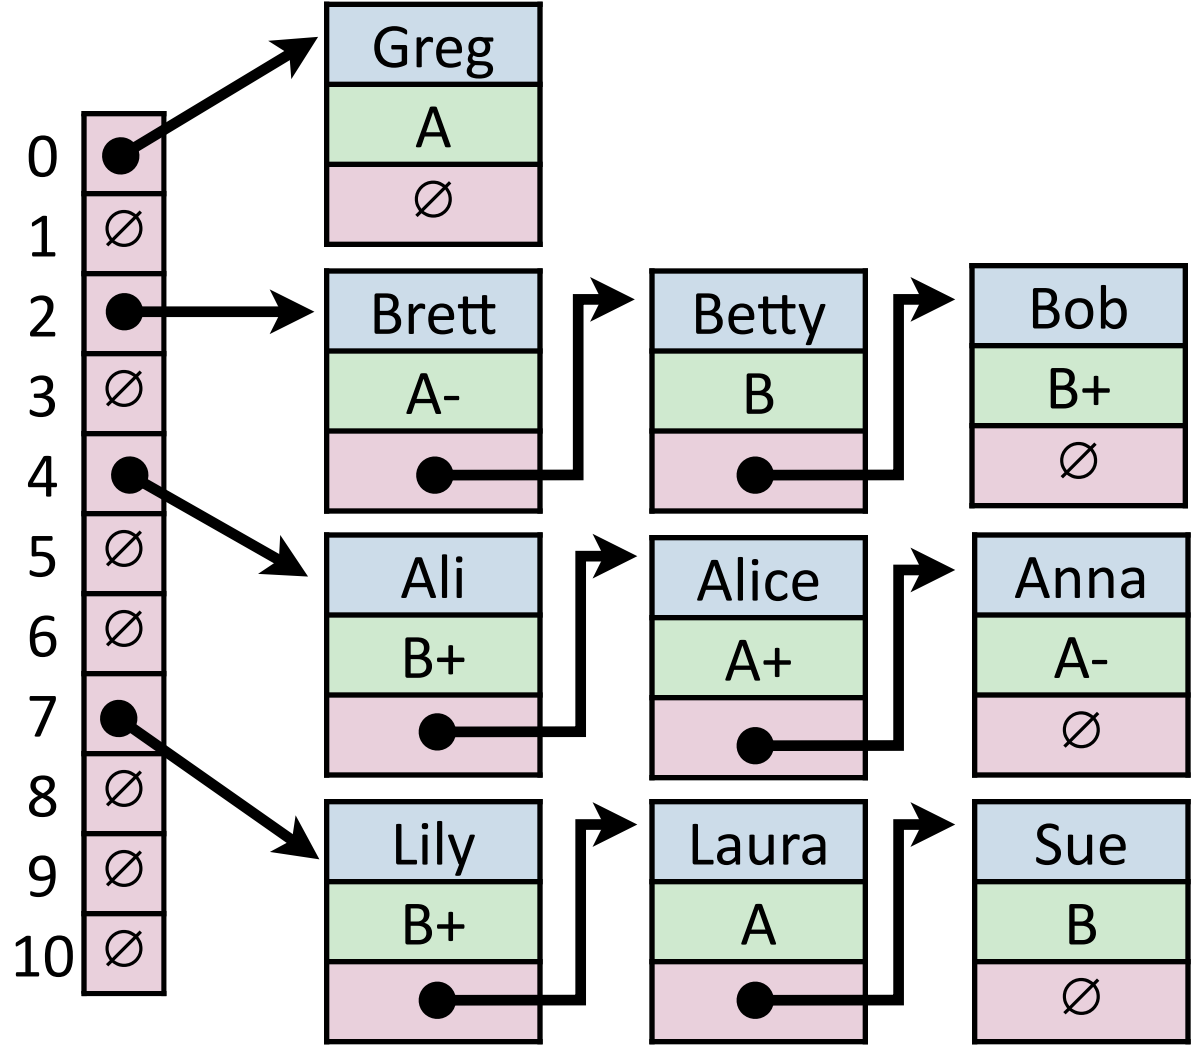 Greg
A
∅
0
1 ∅
2
3 ∅
4
5 ∅
6 ∅
7
8 ∅
9 ∅
10 ∅
Brett Betty Bob
A- B B+
∅
Ali Alice Anna
B+ A+ A-
∅
Lily Laura Sue
B+ A B
∅